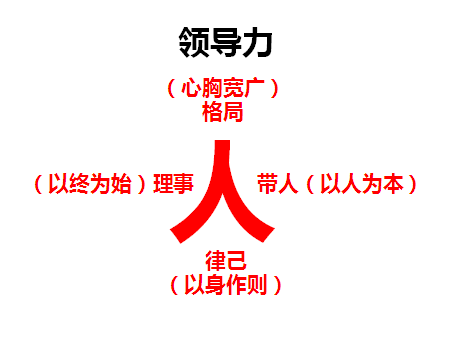 领导力
（心胸宽广）
格局
（以终为始）理事 人 带人（以人为本）
律己
（以身作则）